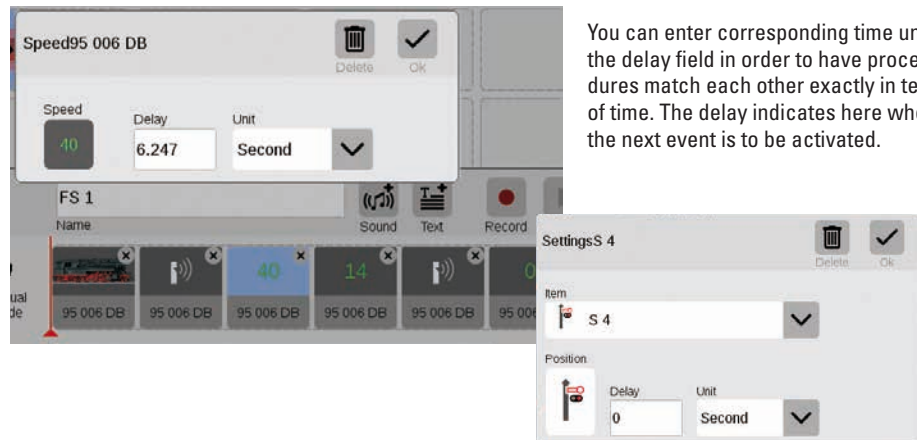 Speed95 006 DB
Delete
Ok
Speed
40
Delay
6.247
Unit
Second
FS 1
Name
Sound
Text
Record
40
14
0
95 006 DB
95 006 DB
95 006 DB
95 006 DB
95 006 DB
95 006
You can enter corresponding time
the delay field in order to have proce
dures match each other exactly in
of time. The delay indicates here
the next event is to be activated.
SettingsS 4
Delete
Ok
Item
S 4
Position
Delay
0
Unit
Second